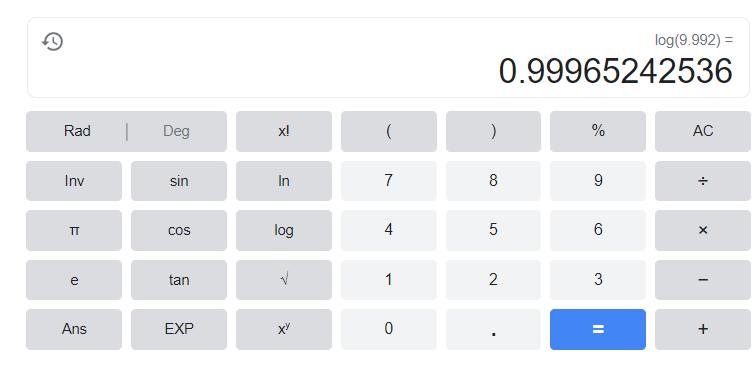 log(9.992) =
0.99965242536
Rad | Deg x! ( ) % AC
Inv sin ln 7 8 9 ÷
π cos log 4 5 6 ×
e tan √ 1 2 3 −
Ans EXP xʸ 0 . = +